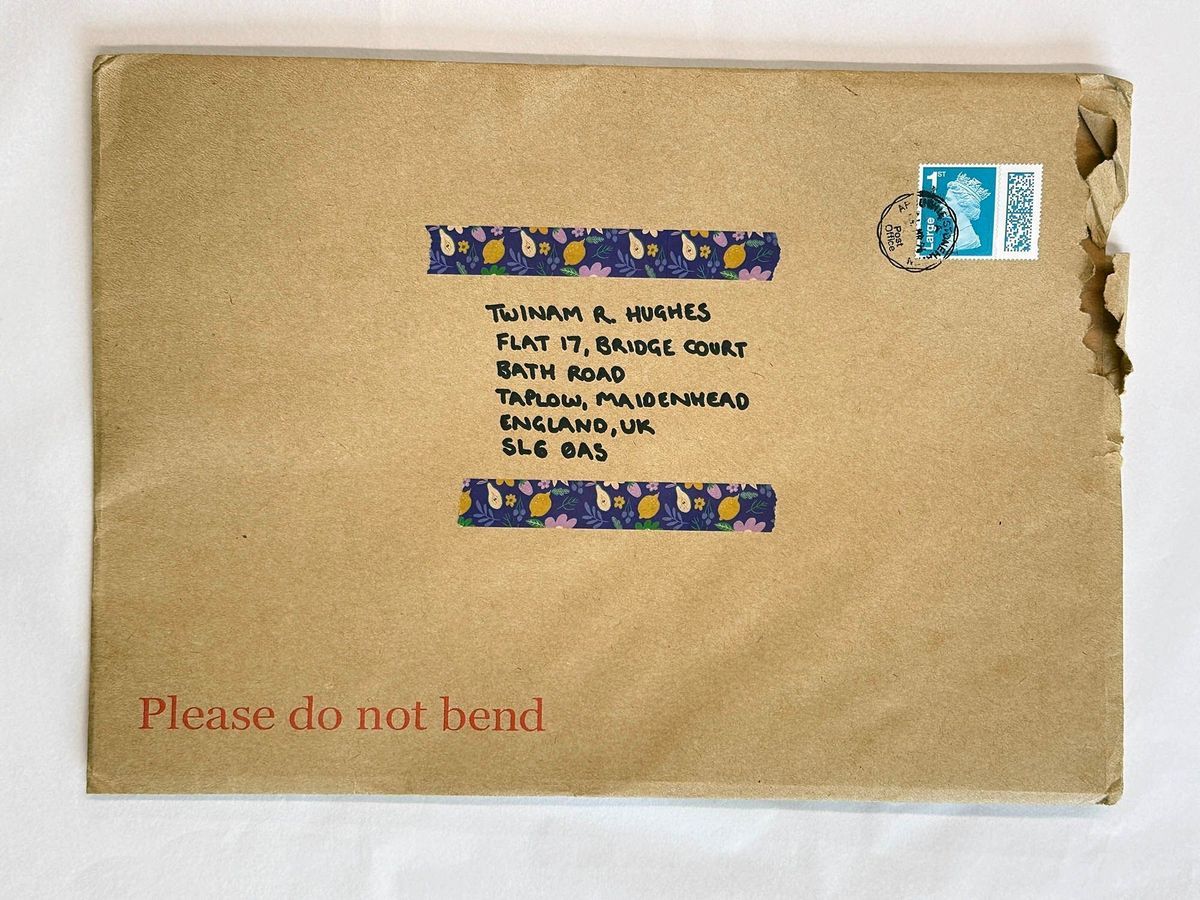 1ST
Large
Post
Office
TWINAM R. HUGHES
FLAT 17, BRIDGE COURT
BATH ROAD
TAPLOW, MAIDENHEAD
ENGLAND, UK
SL6 0AS
Please do not bend